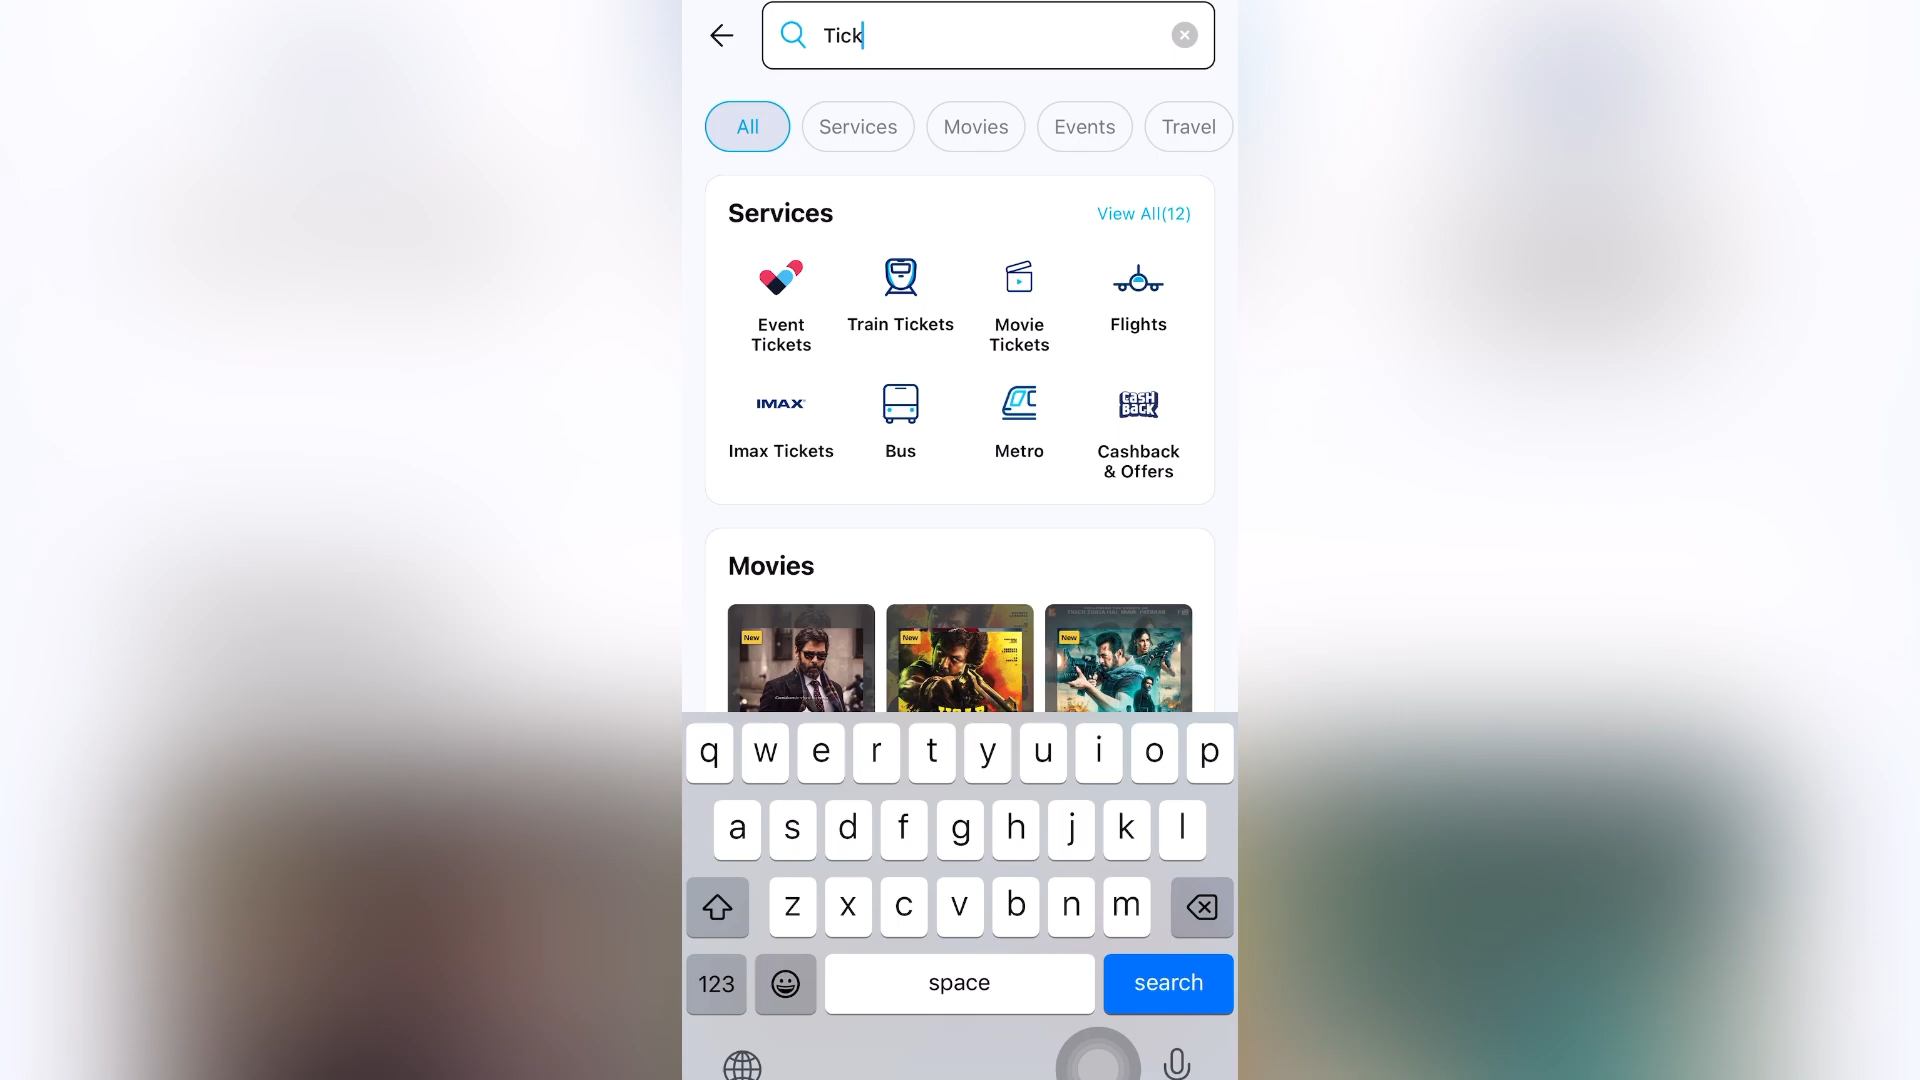 Tick
All Services Movies Events Travel
Services View All(12)
Event Tickets
Train Tickets
Movie Tickets
Flights
IMAX
CASH BACK
Imax Tickets
Bus
Metro
Cashback & Offers
Movies
New New New
q w e r t y u i o p
a s d f g h j k l
z x c v b n m
123 space search